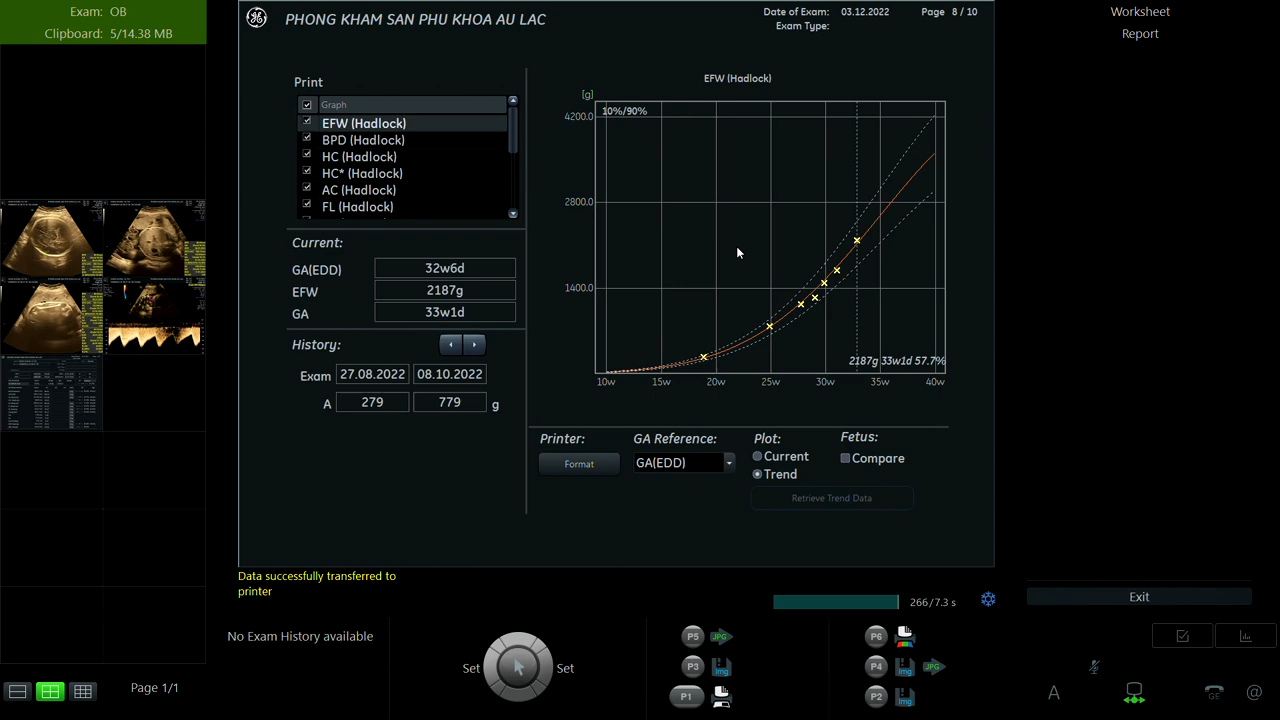 Exam: OB
Clipboard: 5/14.38 MB
PHONG KHAM SAN PHU KHOA AU LAC
Date of Exam: 03.12.2022 Page 8 / 10
Exam Type:
Worksheet
Report
Print
Graph
EFW (Hadlock)
BPD (Hadlock)
HC (Hadlock)
HC* (Hadlock)
AC (Hadlock)
FL (Hadlock)
Current:
GA(EDD) 32w6d
EFW 2187g
GA 33w1d
History:
Exam 27.08.2022 08.10.2022
A 279 779 g
EFW (Hadlock)
[g]
10%/90%
4200.0
2800.0
1400.0
2187g 33w1d 57.7%
10w 15w 20w 25w 30w 35w 40w
Printer: GA Reference: Plot: Fetus:
Format GA(EDD) Current Compare
Trend
Retrieve Trend Data
Data successfully transferred to
printer
266/7.3 s
Exit
No Exam History available
Set Set
P5 JPG
P3 Img
P1
P6
P4 Img JPG
P2 Img
A GE @
Page 1/1